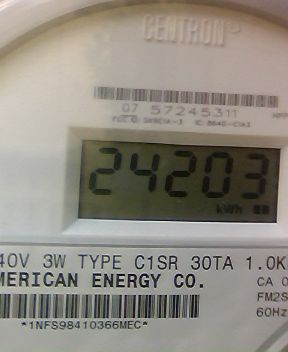 CENTRON
07 57245311
24203
kWh
40V 3W TYPE C1SR 30TA 1.0K
MERICAN ENERGY CO.
CA 0
FM2S
60Hz
*1NFS98410366MEC*